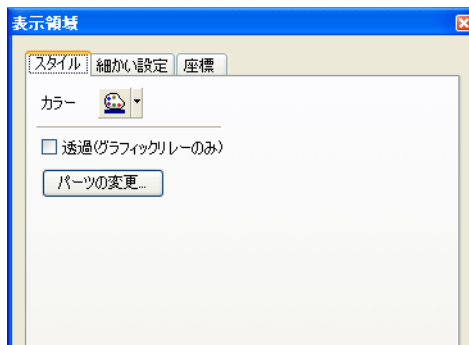 表示領域
スタイル 細かい設定 座標
カラー
透過(グラフィックリレーのみ)
パーツの変更...